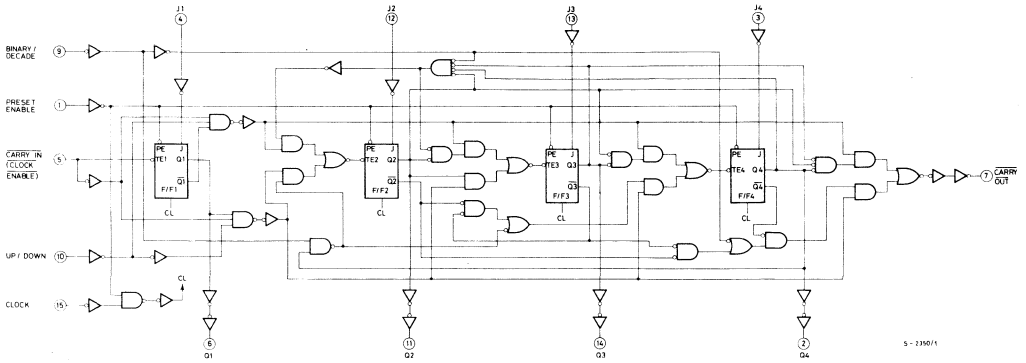 J1
4
J2
12
J3
13
J4
3
BINARY/
DECADE
9
PRESET
ENABLE
1
CARRY IN
(CLOCK
ENABLE)
5
UP/DOWN
10
CLOCK
15
CL
PE J
TE1 Q1
Q1
F/F1
CL
PE J
TE2 Q2
Q2
F/F2
CL
PE J
TE3 Q3
Q3
F/F3
CL
PE J
TE4 Q4
Q4
F/F4
CL
7
CARRY
OUT
6
Q1
11
Q2
14
Q3
2
Q4
S-2350/1